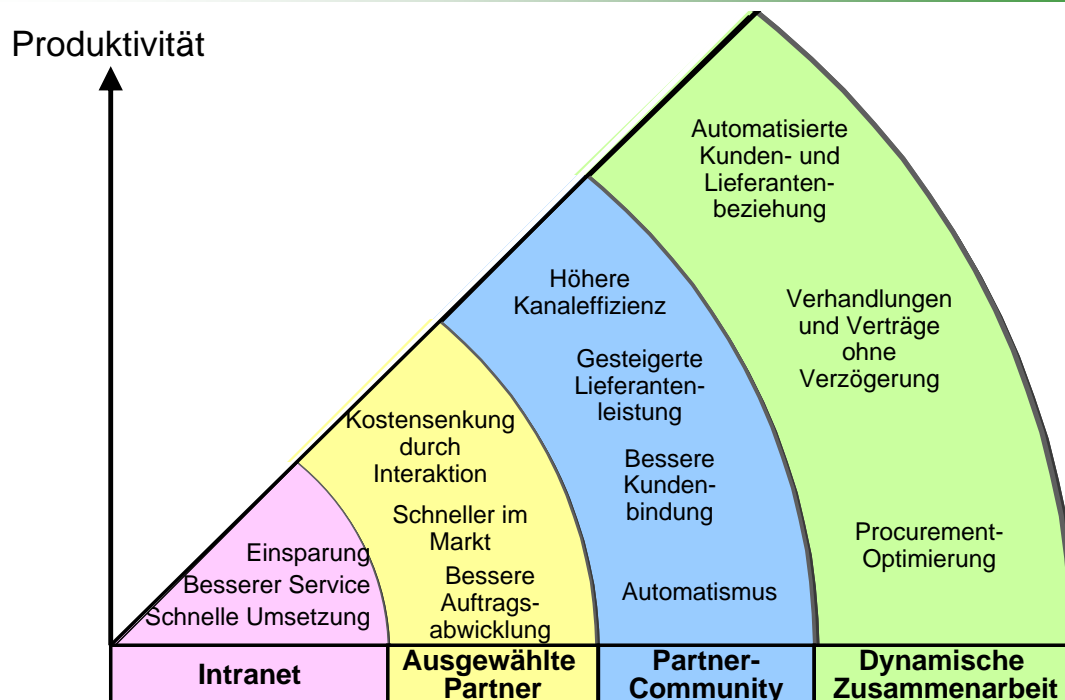 Produktivität
Automatisierte
Kunden- und
Lieferanten-
beziehung
Höhere
Kanaleffizienz
Verhandlungen
und Verträge
ohne
Verzögerung
Gesteigerte
Lieferanten-
leistung
Kostensenkung
durch
Interaktion
Bessere
Kunden-
bindung
Schneller im
Markt
Procurement-
Optimierung
Einsparung
Besserer Service
Schnelle Umsetzung
Bessere
Auftrags-
abwicklung
Automatismus
Intranet
Ausgewählte
Partner
Partner-
Community
Dynamische
Zusammenarbeit